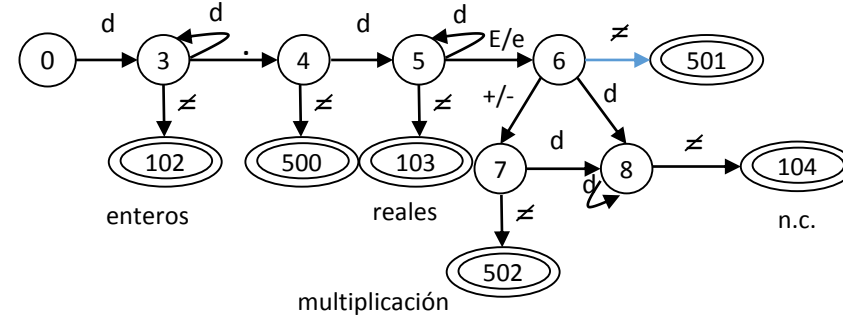 d d
E/e ≠
0 d 3 . 4 d 5 6 501
≠ ≠ ≠ +/- d
102 500 103 7 d 8 ≠ 104
enteros reales d n.c.
≠
502
multiplicación